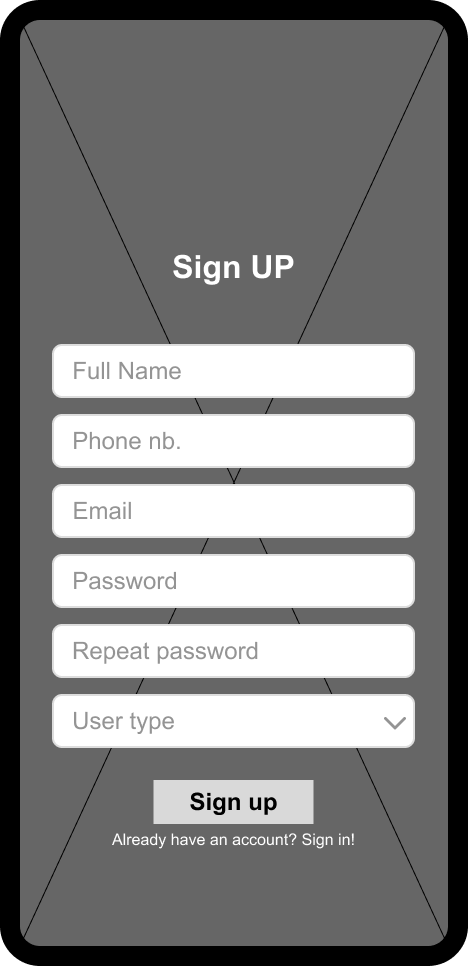 Sign UP
Full Name
Phone nb.
Email
Password
Repeat password
User type
Sign up
Already have an account? Sign in!